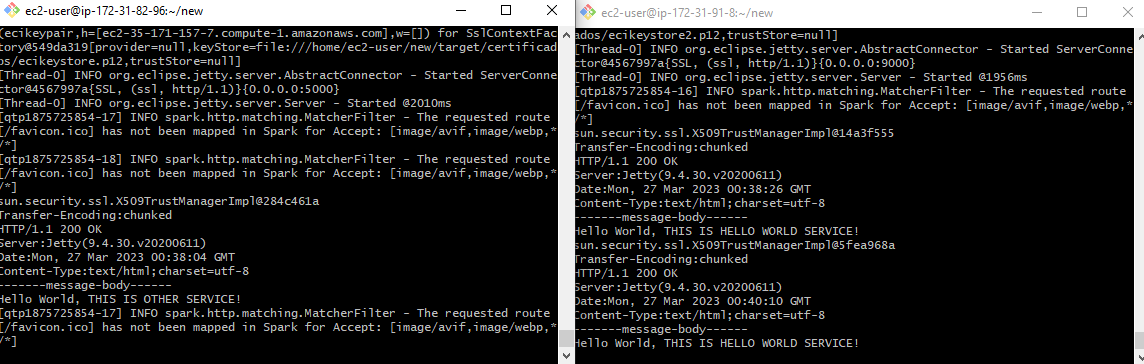 ec2-user@ip-172-31-82-96:~/new
(ecikeypair,h=[ec2-35-171-157-7.compute-1.amazonaws.com],w=[]) for SslContextFac
tory@549da319[provider=null,keyStore=file:///home/ec2-user/new/target/certificad
os/ecikeystore.p12,trustStore=null]
[Thread-0] INFO org.eclipse.jetty.server.AbstractConnector - Started ServerConne
ctor@4567997a{SSL, (ssl, http/1.1)}{0.0.0.0:5000}
[Thread-0] INFO org.eclipse.jetty.server.Server - Started @2010ms
[qtp1875725854-17] INFO spark.http.matching.MatcherFilter - The requested route
[/favicon.ico] has not been mapped in Spark for Accept: [image/avif,image/webp,*
/*]
[qtp1875725854-18] INFO spark.http.matching.MatcherFilter - The requested route
[/favicon.ico] has not been mapped in Spark for Accept: [image/avif,image/webp,*
/*]
sun.security.ssl.X509TrustManagerImpl@284c461a
Transfer-Encoding:chunked
HTTP/1.1 200 OK
Server:Jetty(9.4.30.v20200611)
Date:Mon, 27 Mar 2023 00:38:04 GMT
Content-Type:text/html;charset=utf-8
-------message-body------
Hello World, THIS IS OTHER SERVICE!
[qtp1875725854-17] INFO spark.http.matching.MatcherFilter - The requested route
[/favicon.ico] has not been mapped in Spark for Accept: [image/avif,image/webp,*
/*]
ec2-user@ip-172-31-91-8:~/new
ados/ecikeystore2.p12,trustStore=null]
[Thread-0] INFO org.eclipse.jetty.server.AbstractConnector - Started ServerConne
ctor@4567997a{SSL, (ssl, http/1.1)}{0.0.0.0:9000}
[Thread-0] INFO org.eclipse.jetty.server.Server - Started @1956ms
[qtp1875725854-16] INFO spark.http.matching.MatcherFilter - The requested route
[/favicon.ico] has not been mapped in Spark for Accept: [image/avif,image/webp,*
/*]
sun.security.ssl.X509TrustManagerImpl@14a3f555
Transfer-Encoding:chunked
HTTP/1.1 200 OK
Server:Jetty(9.4.30.v20200611)
Date:Mon, 27 Mar 2023 00:38:26 GMT
Content-Type:text/html;charset=utf-8
-------message-body------
Hello World, THIS IS HELLO WORLD SERVICE!
sun.security.ssl.X509TrustManagerImpl@5fea968a
Transfer-Encoding:chunked
HTTP/1.1 200 OK
Server:Jetty(9.4.30.v20200611)
Date:Mon, 27 Mar 2023 00:40:10 GMT
Content-Type:text/html;charset=utf-8
-------message-body------
Hello World, THIS IS HELLO WORLD SERVICE!